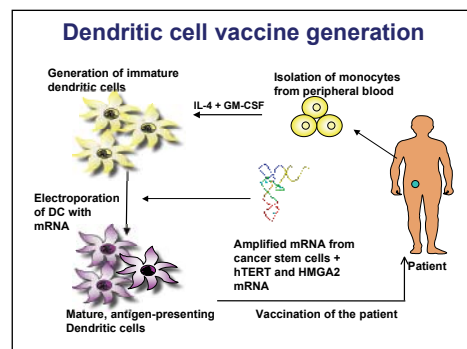 Dendritic cell vaccine generation
Generation of immature
dendritic cells
IL-4 + GM-CSF
Isolation of monocytes
from peripheral blood
Electroporation
of DC with
mRNA
Amplified mRNA from
cancer stem cells +
hTERT and HMGA2
mRNA
Patient
Mature, antigen-presenting
Dendritic cells
Vaccination of the patient